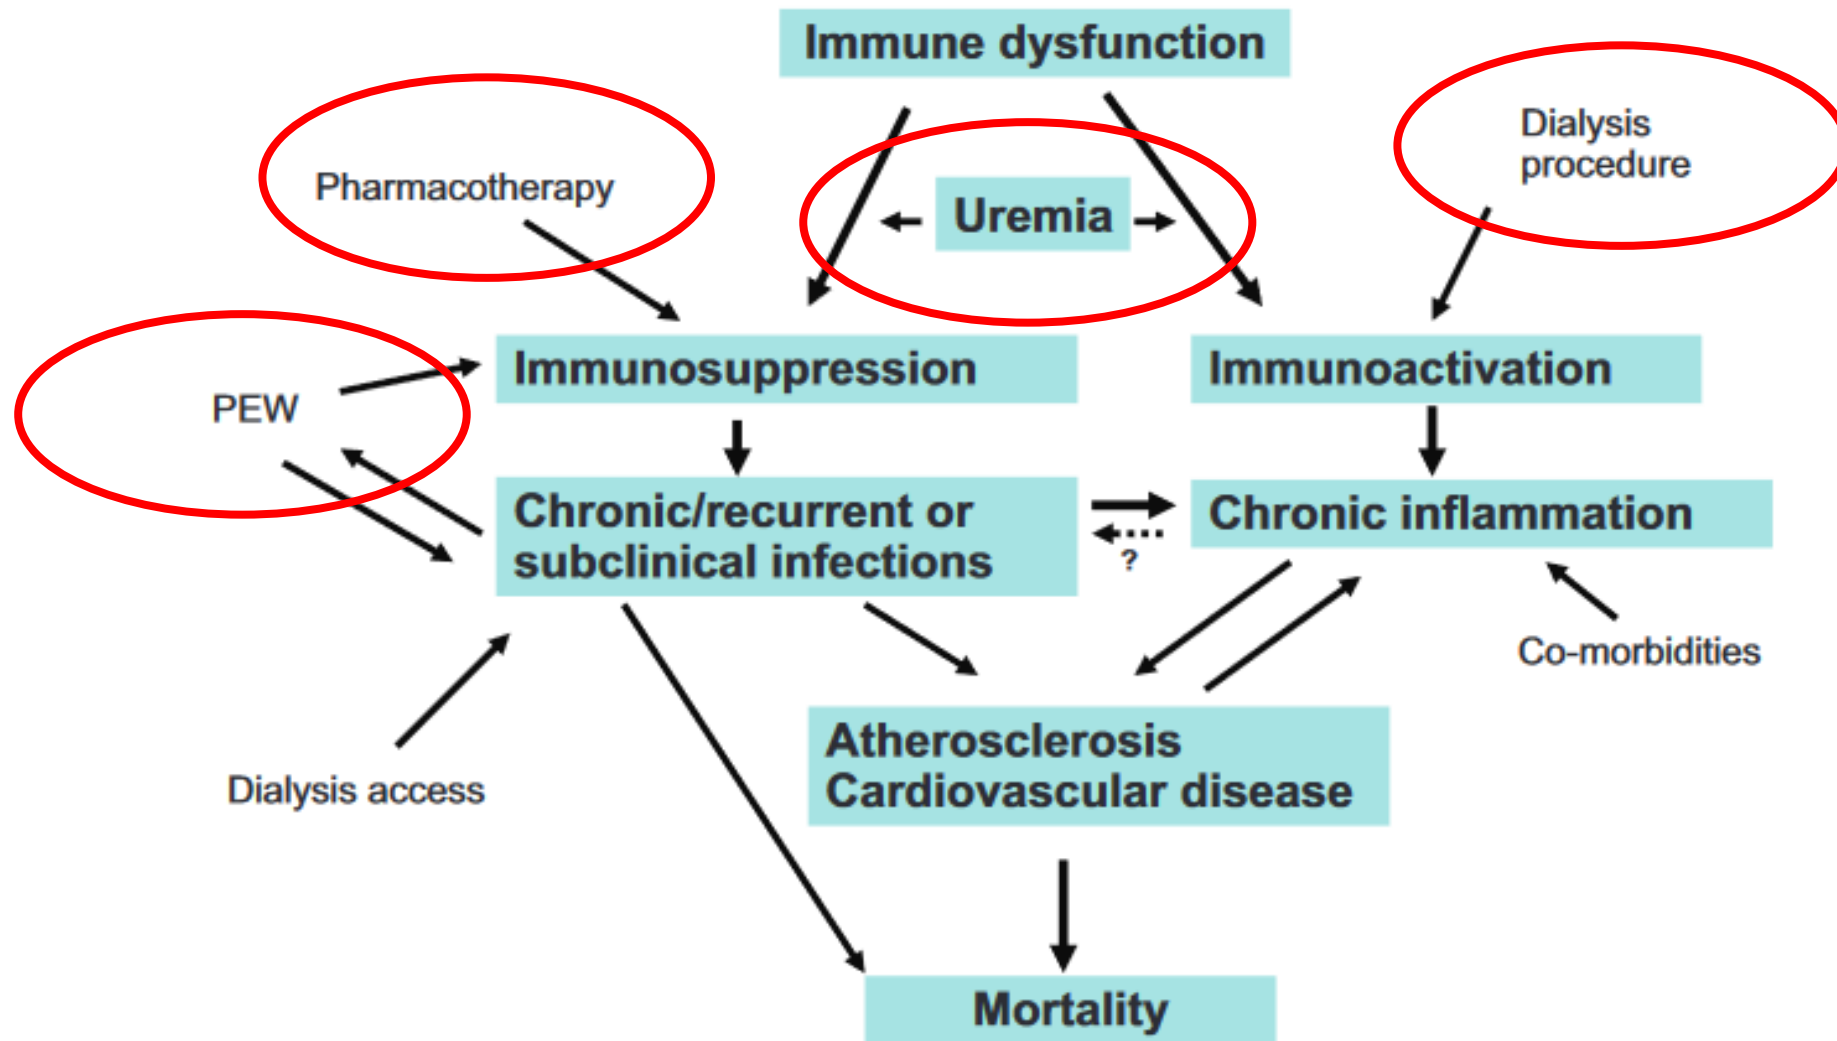 Immune dysfunction
Pharmacotherapy
Uremia
Dialysis
procedure
Immunosuppression
Immunoactivation
PEW
Chronic/recurrent or
subclinical infections
?
Chronic inflammation
Co-morbidities
Dialysis access
Atherosclerosis
Cardiovascular disease
Mortality